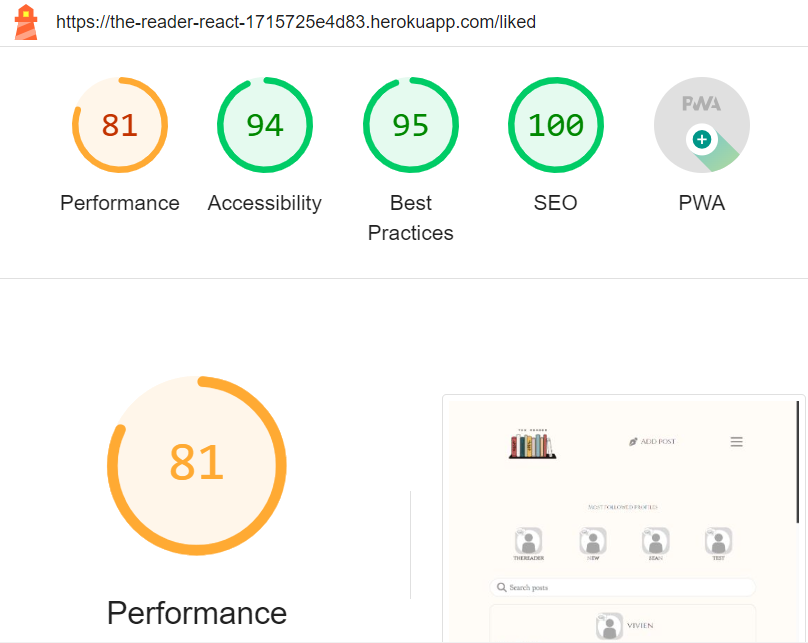 https://the-reader-react-1715725e4d83.herokuapp.com/liked
81
94
95
100
PWA
Performance
Accessibility
Best
Practices
SEO
PWA
81
Performance
THE READER
ADD POST
MOST FOLLOWED PROFILES
THEREADER
NEW
SEAN
TEST
Search posts
VIVIEN